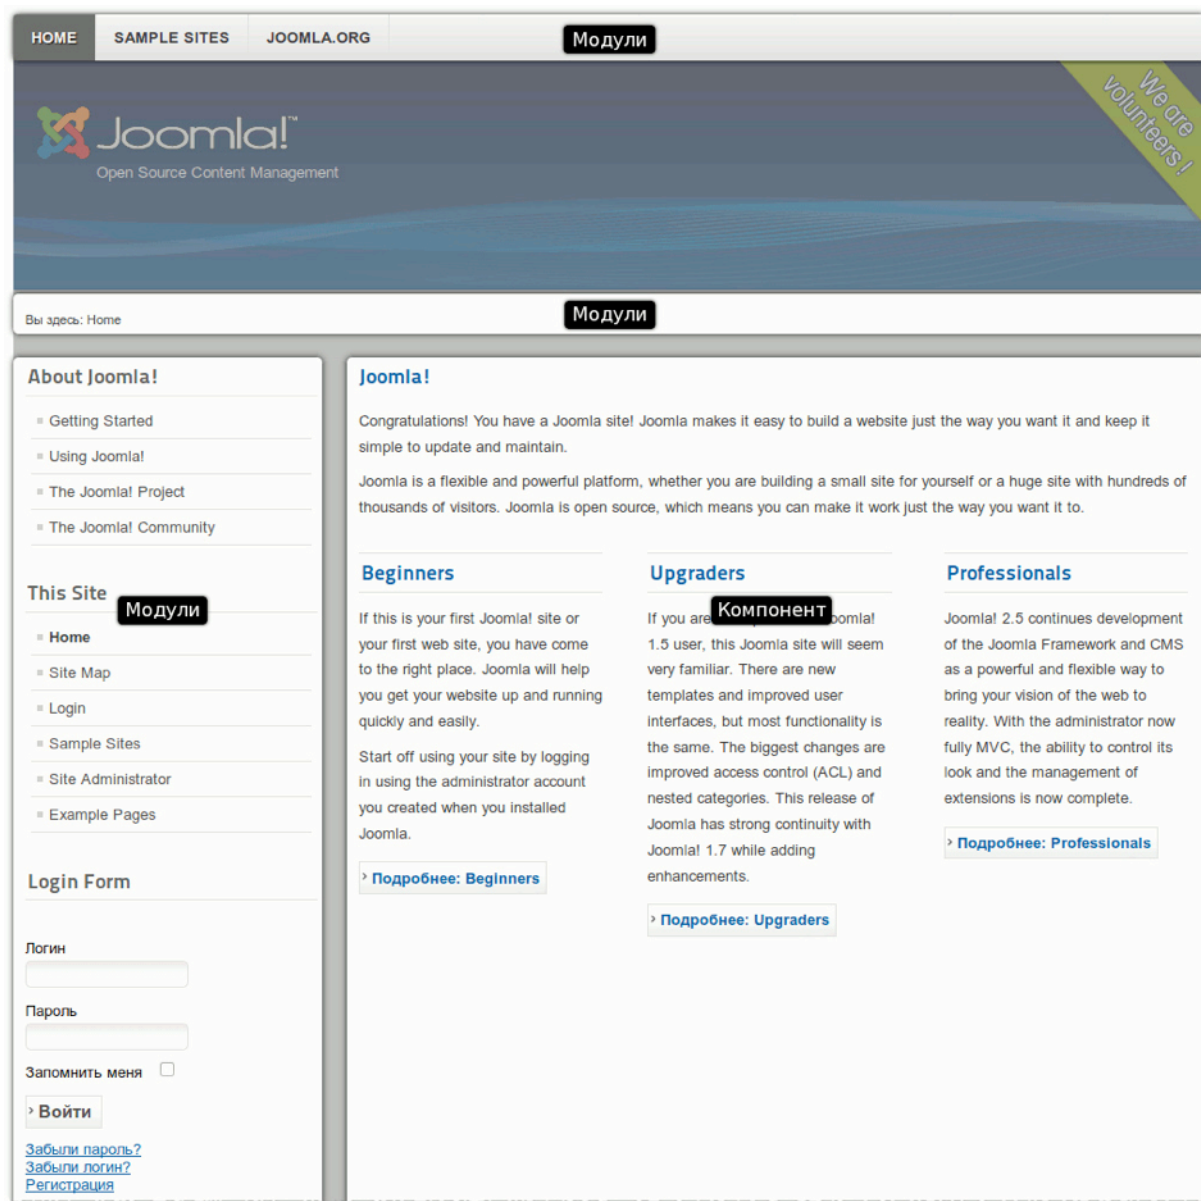 HOME SAMPLE SITES JOOMLA.ORG Модули
We are
volunteers!
Joomla!™
Open Source Content Management
Вы здесь: Home Модули
About Joomla!
Getting Started
Using Joomla!
The Joomla! Project
The Joomla! Community
This Site
Модули
Home
Site Map
Login
Sample Sites
Site Administrator
Example Pages
Login Form
Логин
Пароль
Запомнить меня
Войти
Забыли пароль?
Забыли логин?
Регистрация
Joomla!
Congratulations! You have a Joomla site! Joomla makes it easy to build a website just the way you want it and keep it
simple to update and maintain.
Joomla is a flexible and powerful platform, whether you are building a small site for yourself or a huge site with hundreds of
thousands of visitors. Joomla is open source, which means you can make it work just the way you want it to.
Beginners
If this is your first Joomla! site or
your first web site, you have come
to the right place. Joomla will help
you get your website up and running
quickly and easily.
Start off using your site by logging
in using the administrator account
you created when you installed
Joomla.
Подробнее: Beginners
Upgraders
Компонент
If you are oomla!
1.5 user, this Joomla site will seem
very familiar. There are new
templates and improved user
interfaces, but most functionality is
the same. The biggest changes are
improved access control (ACL) and
nested categories. This release of
Joomla has strong continuity with
Joomla! 1.7 while adding
enhancements.
Подробнее: Upgraders
Professionals
Joomla! 2.5 continues development
of the Joomla Framework and CMS
as a powerful and flexible way to
bring your vision of the web to
reality. With the administrator now
fully MVC, the ability to control its
look and the management of
extensions is now complete.
Подробнее: Professionals